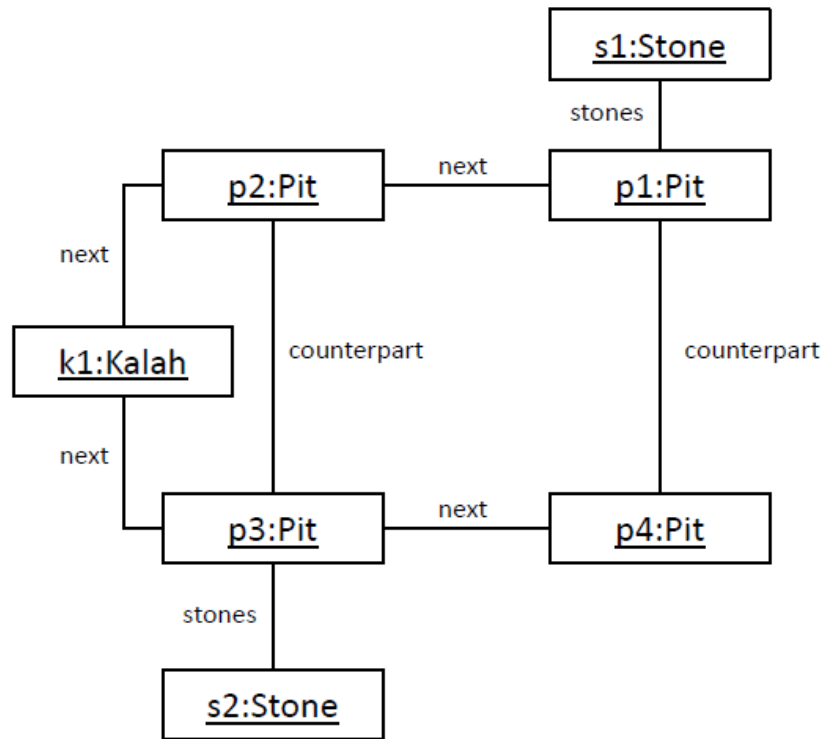 s1:Stone
stones
p2:Pit
next
p1:Pit
next
k1:Kalah
counterpart
counterpart
next
p3:Pit
next
p4:Pit
stones
s2:Stone